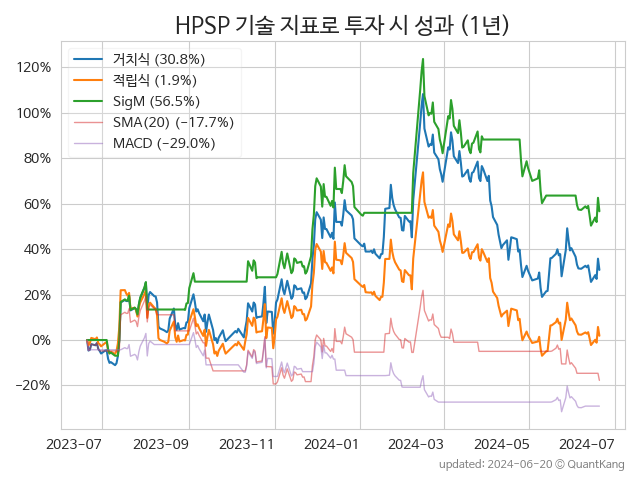 HPSP 기술 지표로 투자 시 성과 (1년)
거치식 (30.8%)
적립식 (1.9%)
SigM (56.5%)
SMA(20) (−17.7%)
MACD (−29.0%)
120%
100%
80%
60%
40%
20%
0%
−20%
2023-07 2023-09 2023-11 2024-01 2024-03 2024-05 2024-07
updated: 2024-06-20 © QuantKang